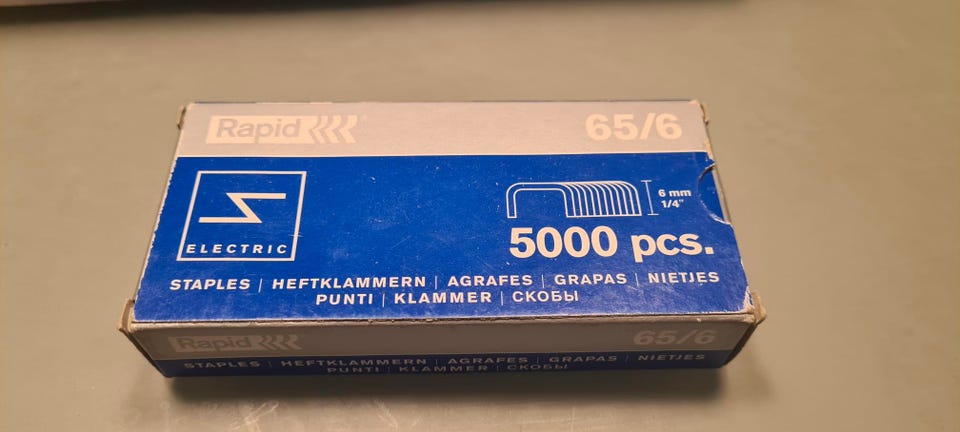 Rapid 65/6
6 mm
1/4"
5000 pcs.
ELECTRIC
STAPLES | HEFTKLAMMERN | AGRAFES | GRAPAS | NIETJES
PUNTI | KLAMMER | СКОБЫ
Rapid 65/6
STAPLES | HEFTKLAMMERN | AGRAFES | GRAPAS | NIETJES
PUNTI | KLAMMER | СКОБЫ